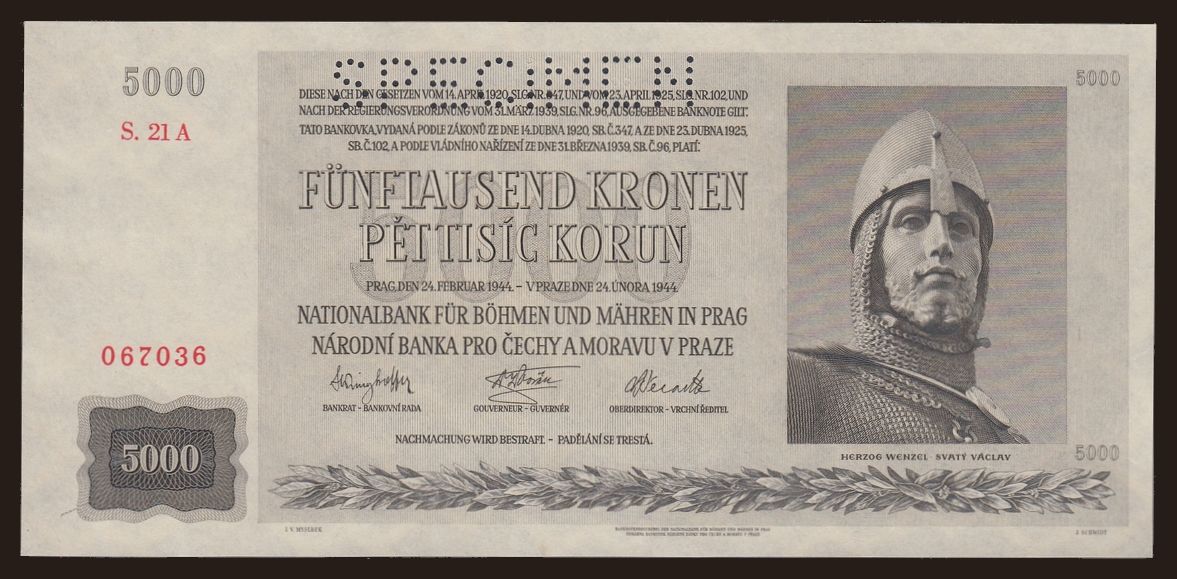 SPECIMEN
5000
5000
S. 21 A
DIESE NACH DEN GESETZEN VOM 14. APRIL 1920, SLG. NR. 347, UND VOM 23. APRIL 1925, SLG. NR. 102, UND
NACH DER REGIERUNGSVERORDNUNG VOM 31. MÄRZ 1939, SLG. NR. 96, AUSGEGEBENE BANKNOTE GILT:
TATO BANKOVKA, VYDANÁ PODLE ZÁKONŮ ZE DNE 14. DUBNA 1920, SB. Č. 347, A ZE DNE 23. DUBNA 1925,
SB. Č. 102, A PODLE VLÁDNÍHO NAŘÍZENÍ ZE DNE 31. BŘEZNA 1939, SB. Č. 96, PLATÍ:
5000
FÜNFTAUSEND KRONEN
PĚTTISÍC KORUN
PRAG, DEN 24. FEBRUAR 1944. – V PRAZE DNE 24. ÚNORA 1944.
NATIONALBANK FÜR BÖHMEN UND MÄHREN IN PRAG
NÁRODNÍ BANKA PRO ČECHY A MORAVU V PRAZE
067036
BANKRAT – BANKOVNÍ RADA
GOUVERNEUR – GUVERNÉR
OBERDIREKTOR – VRCHNÍ ŘEDITEL
NACHMACHUNG WIRD BESTRAFT. – PADĚLÁNÍ SE TRESTÁ.
5000
HERZOG WENZEL · SVATÝ VÁCLAV
5000
J. V. MYSLBEK
J. SCHMIDT